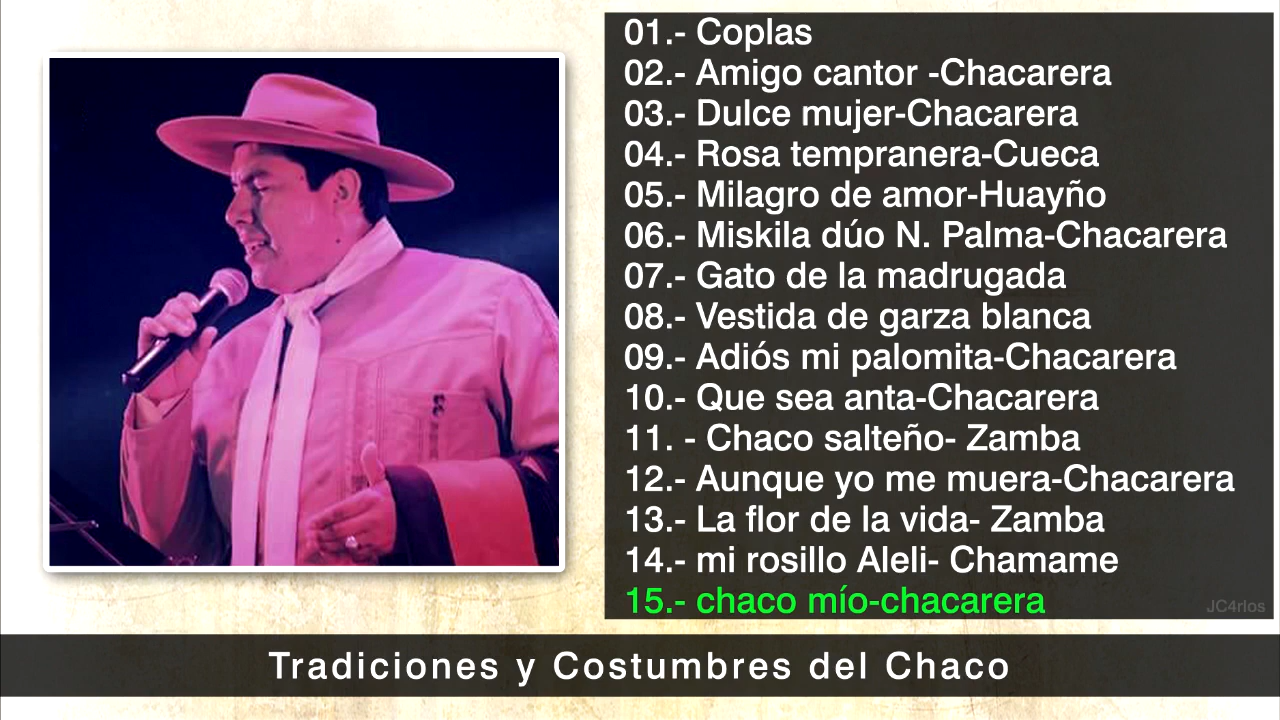 01.- Coplas
02.- Amigo cantor -Chacarera
03.- Dulce mujer-Chacarera
04.- Rosa tempranera-Cueca
05.- Milagro de amor-Huayño
06.- Miskila dúo N. Palma-Chacarera
07.- Gato de la madrugada
08.- Vestida de garza blanca
09.- Adiós mi palomita-Chacarera
10.- Que sea anta-Chacarera
11. - Chaco salteño- Zamba
12.- Aunque yo me muera-Chacarera
13.- La flor de la vida- Zamba
14.- mi rosillo Aleli- Chamame
15.- chaco mío-chacarera
JC4rlos
Tradiciones y Costumbres del Chaco